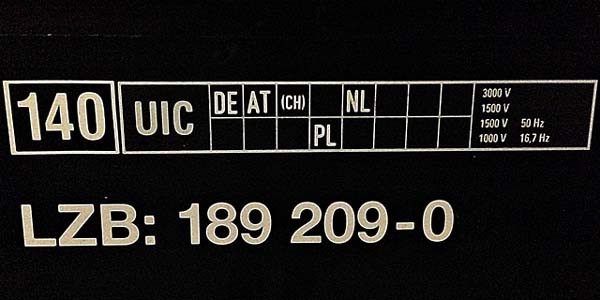 140 UIC DE AT (CH) NL
PL
3000 V
1500 V
1500 V 50 Hz
1000 V 16,7 Hz
LZB: 189 209-0